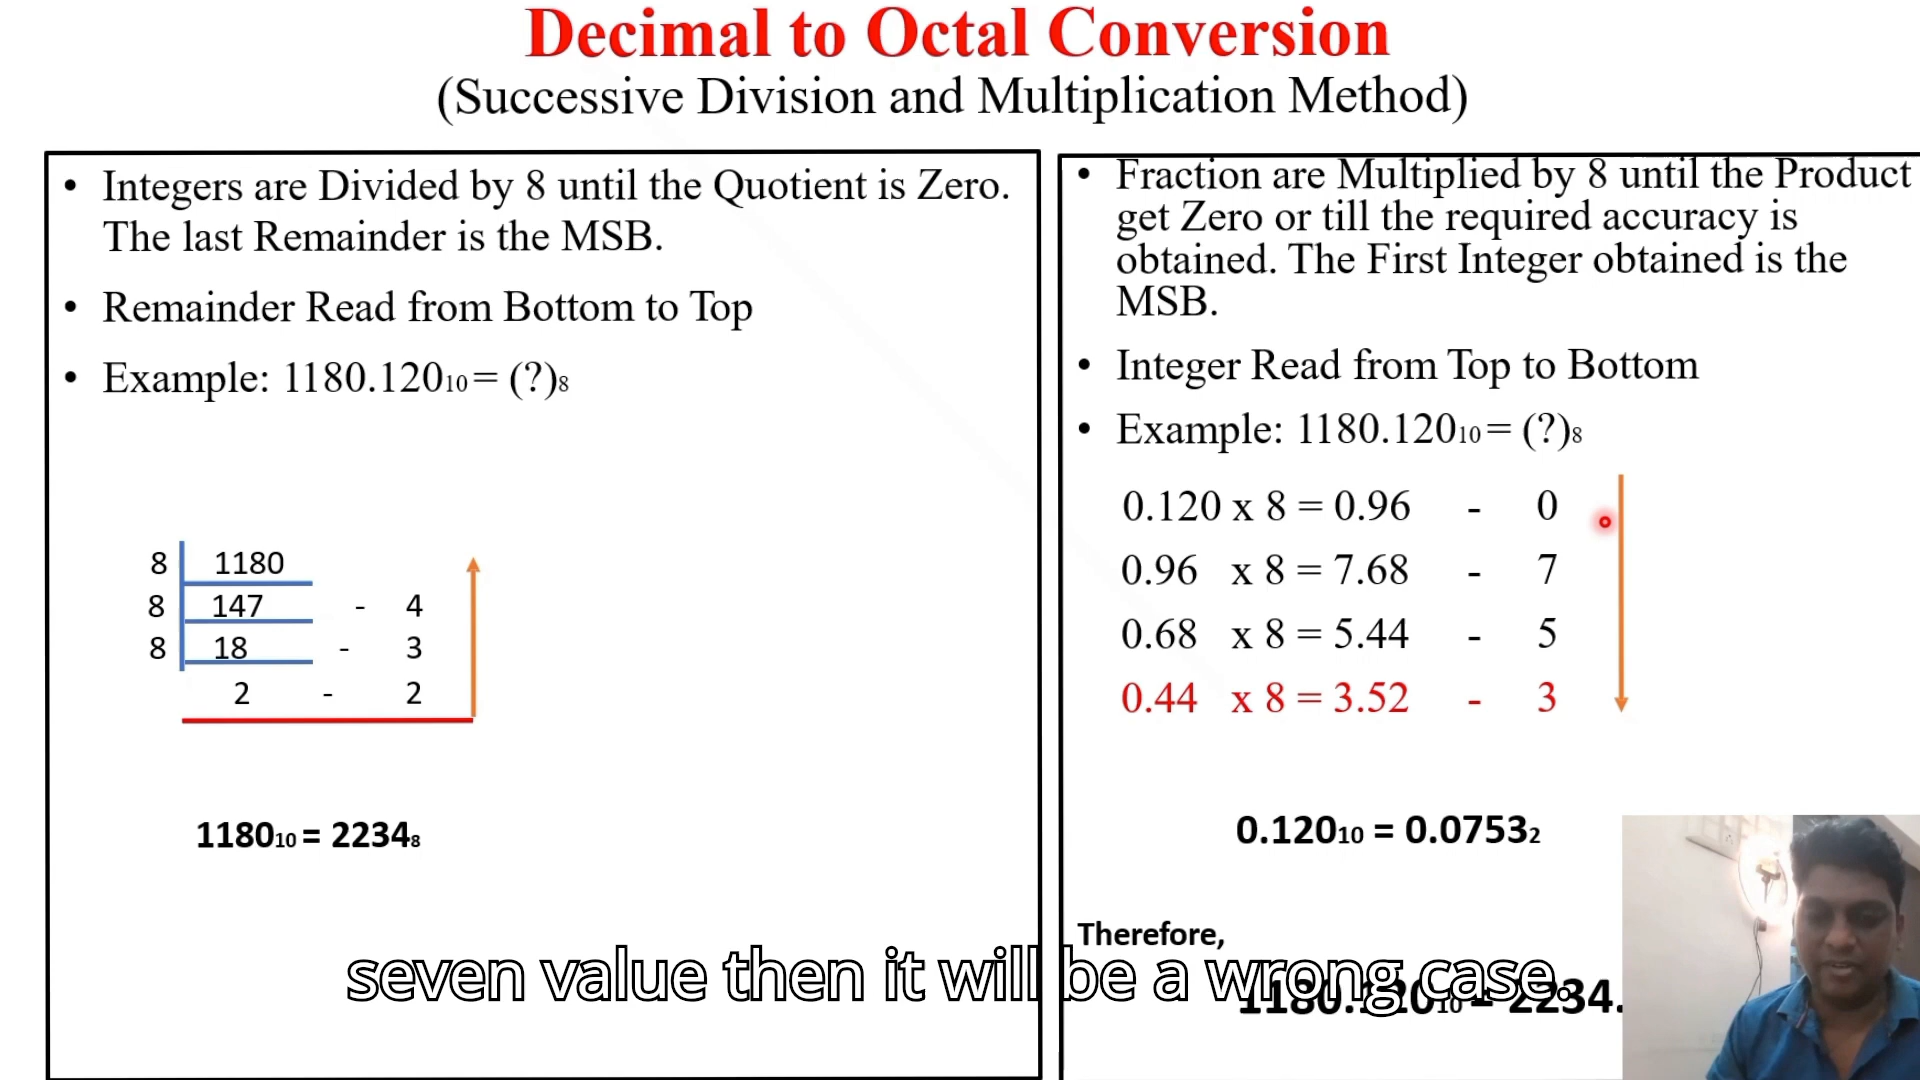 Decimal to Octal Conversion
(Successive Division and Multiplication Method)
• Integers are Divided by 8 until the Quotient is Zero.
The last Remainder is the MSB.
• Remainder Read from Bottom to Top
• Example: 1180.120₁₀ = (?)₈
8 1180
8 147 - 4
8 18 - 3
2 - 2
1180₁₀ = 2234₈
• Fraction are Multiplied by 8 until the Product
get Zero or till the required accuracy is
obtained. The First Integer obtained is the
MSB.
• Integer Read from Top to Bottom
• Example: 1180.120₁₀ = (?)₈
0.120 x 8 = 0.96 - 0
0.96 x 8 = 7.68 - 7
0.68 x 8 = 5.44 - 5
0.44 x 8 = 3.52 - 3
0.120₁₀ = 0.0753₂
Therefore,
1180.120₁₀ = 2234.
seven value then it will be a wrong case.